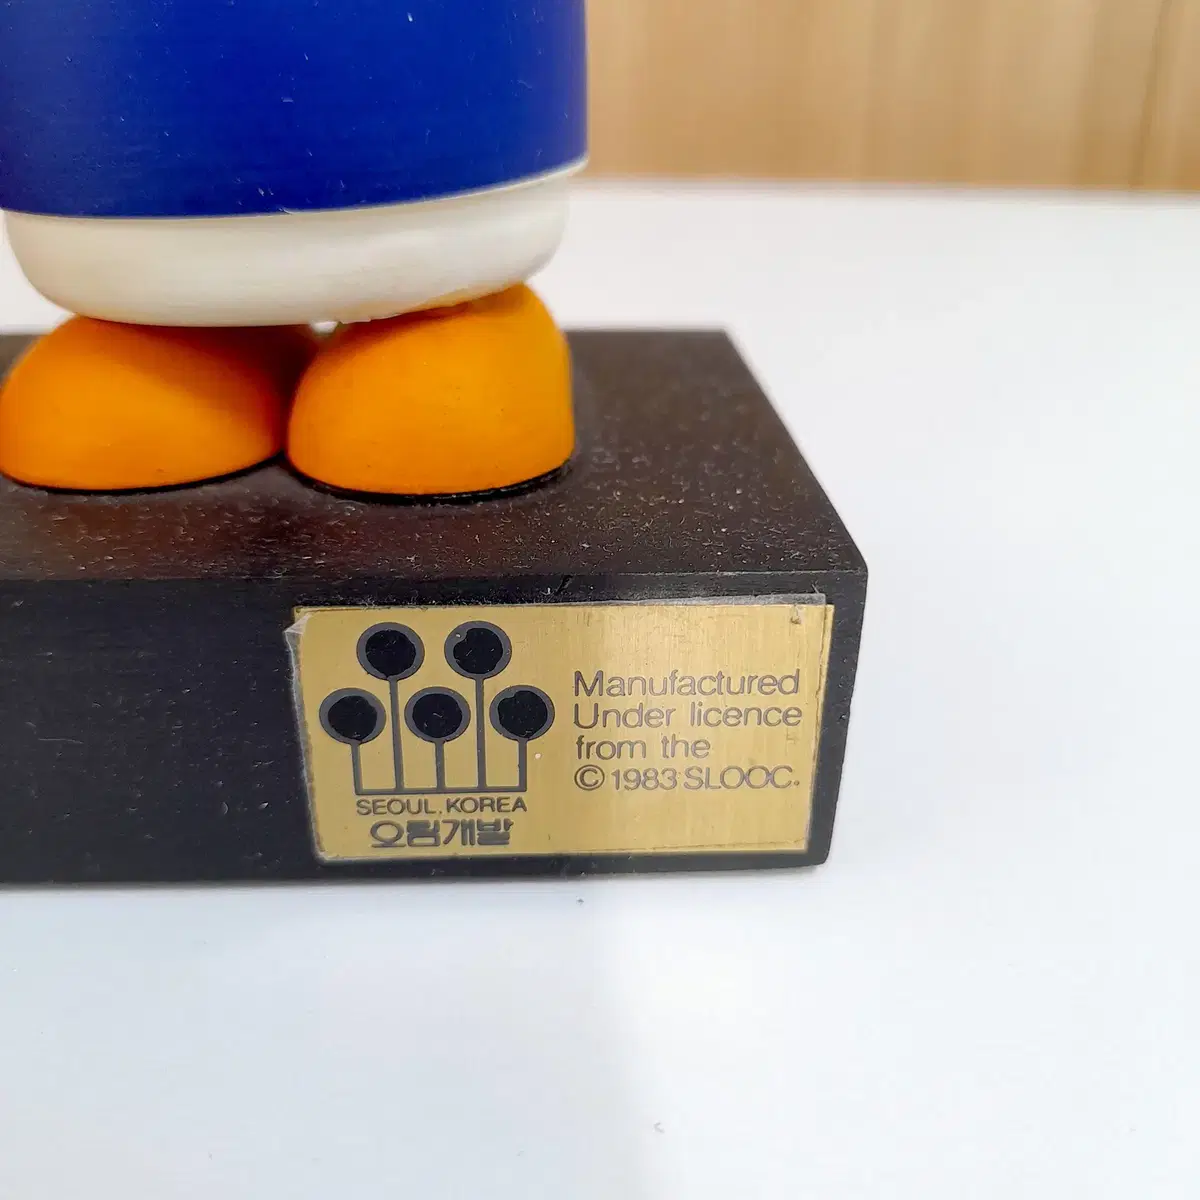 SEOUL. KOREA
오림개발
Manufactured
Under licence
from the
© 1983 SLOOC.